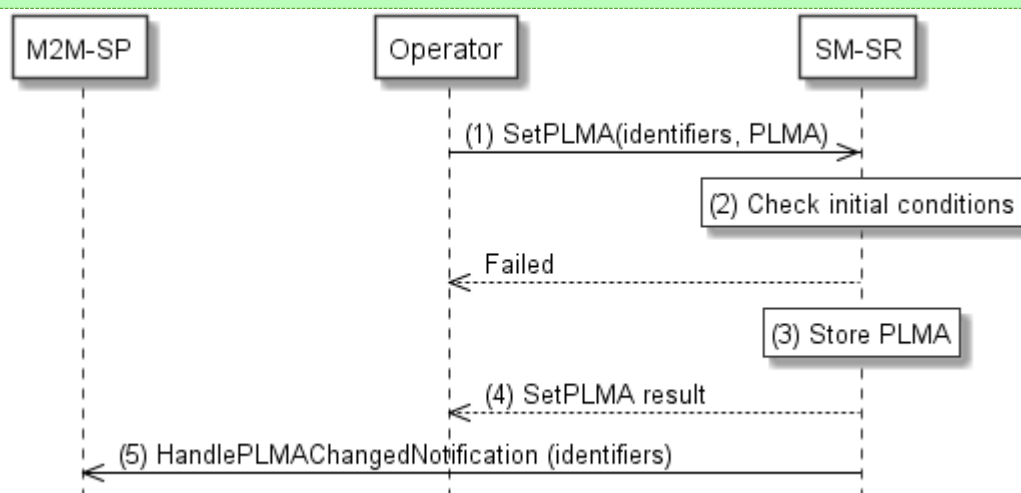 M2M-SP Operator SM-SR
(1) SetPLMA(identifiers, PLMA)
(2) Check initial conditions
Failed
(3) Store PLMA
(4) SetPLMA result
(5) HandlePLMAChangedNotification (identifiers)